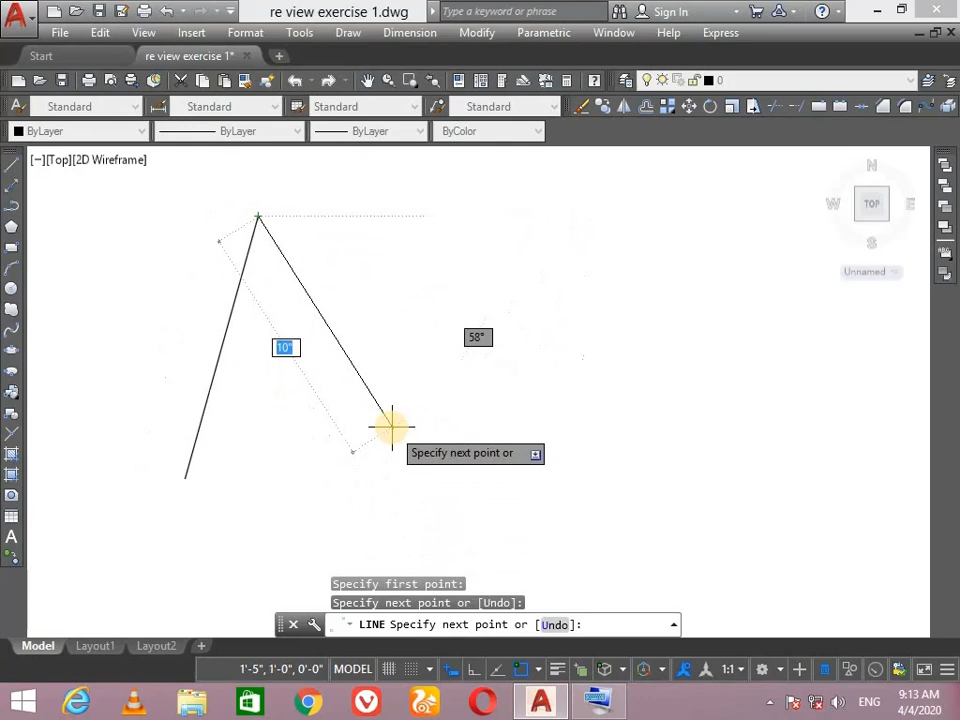 re view exercise 1.dwg
Type a keyword or phrase
Sign In
File Edit View Insert Format Tools Draw Dimension Modify Parametric Window Help Express
Start
re view exercise 1*
0
Standard
Standard
Standard
Standard
ByLayer
ByLayer
ByLayer
ByColor
[−][Top][2D Wireframe]
N
W
TOP
E
S
Unnamed
58°
10"
Specify next point or
Specify first point:
Specify next point or [Undo]:
LINE Specify next point or [Undo]:
Model Layout1 Layout2
1'-5", 1'-0", 0'-0"
MODEL
1:1
ENG
9:13 AM
4/4/2020